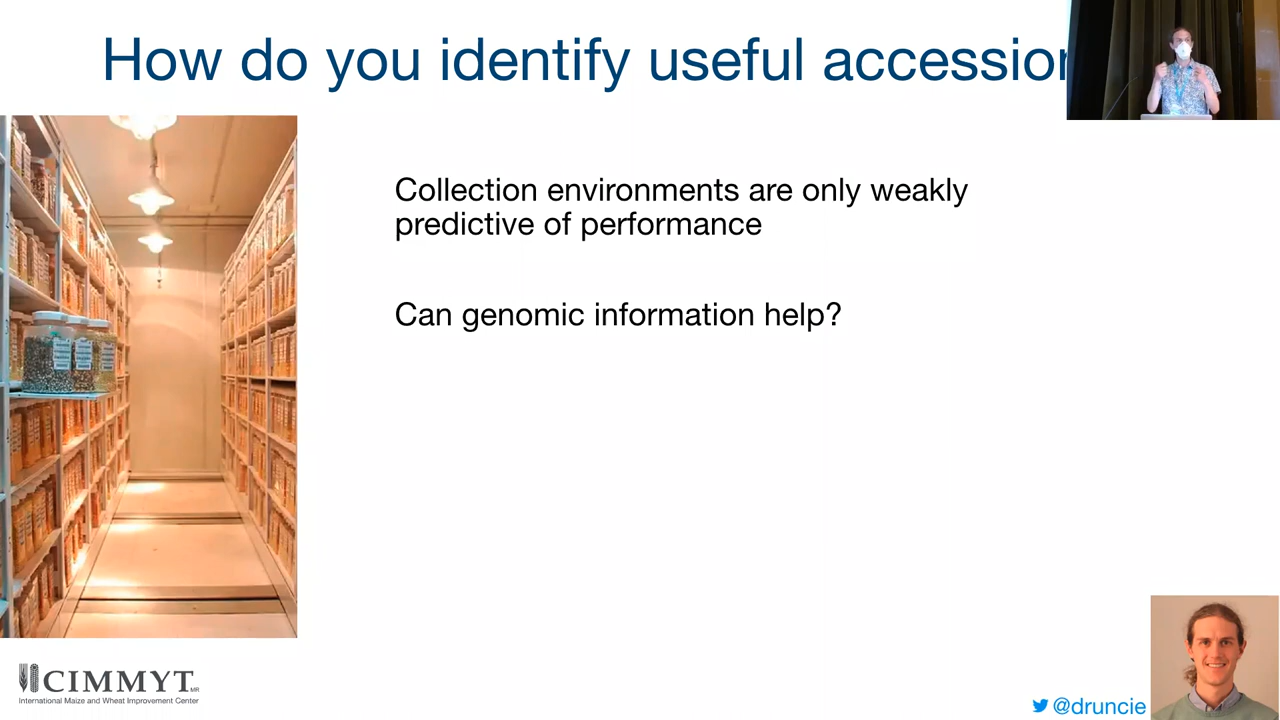 How do you identify useful accession
Collection environments are only weakly
predictive of performance
Can genomic information help?
CIMMYT MR
International Maize and Wheat Improvement Center
@druncie